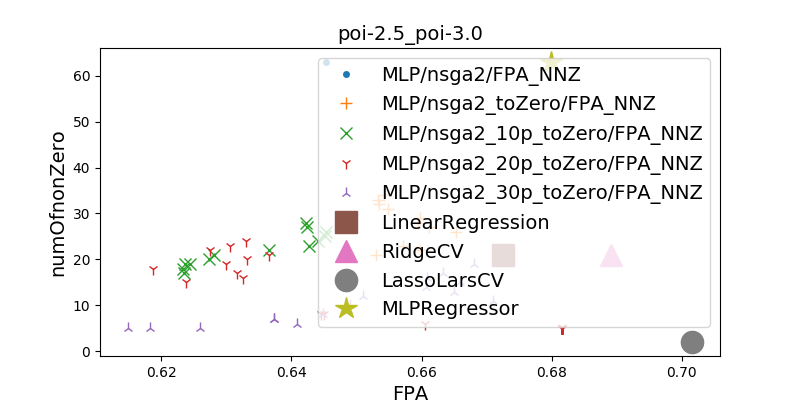 poi-2.5_poi-3.0
numOfnonZero
60
50
40
30
20
10
0
MLP/nsga2/FPA_NNZ
MLP/nsga2_toZero/FPA_NNZ
MLP/nsga2_10p_toZero/FPA_NNZ
MLP/nsga2_20p_toZero/FPA_NNZ
MLP/nsga2_30p_toZero/FPA_NNZ
LinearRegression
RidgeCV
LassoLarsCV
MLPRegressor
0.62 0.64 0.66 0.68 0.70
FPA